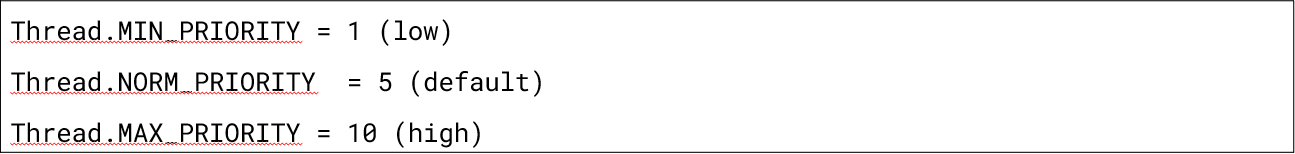 Thread.MIN_PRIORITY = 1 (low)
Thread.NORM_PRIORITY  = 5 (default)
Thread.MAX_PRIORITY = 10 (high)